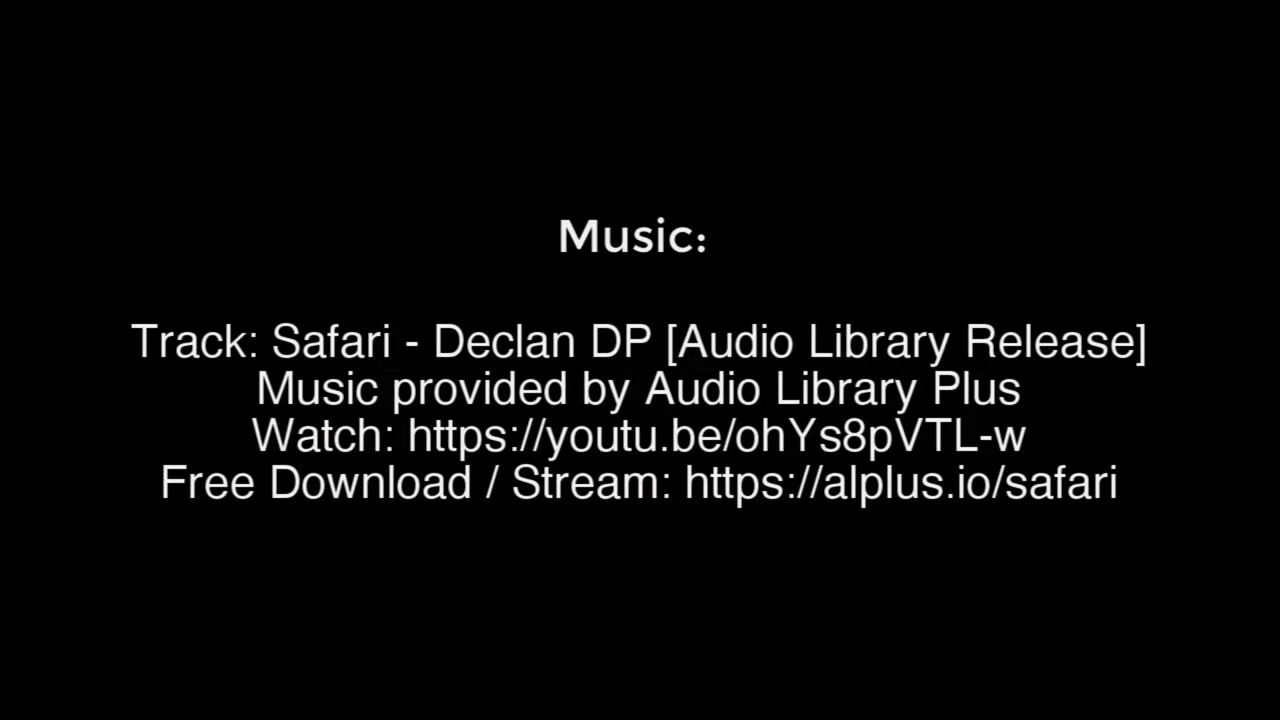 Music:
Track: Safari - Declan DP [Audio Library Release]
Music provided by Audio Library Plus
Watch: https://youtu.be/ohYs8pVTL-w
Free Download / Stream: https://alplus.io/safari